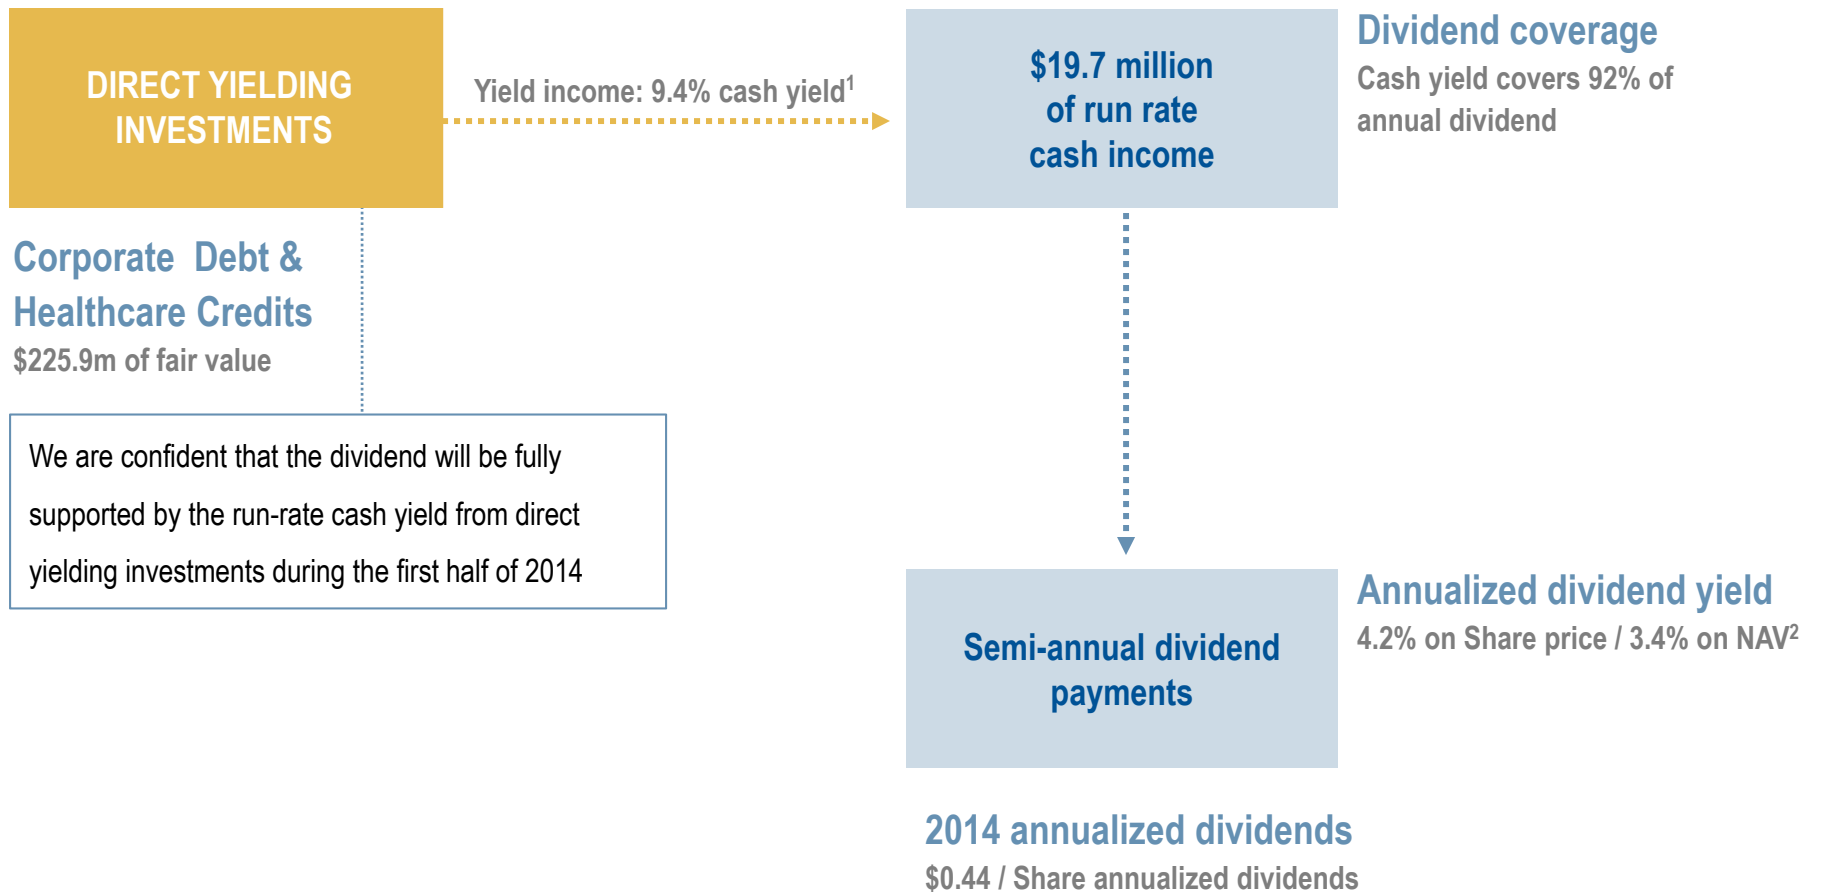 DIRECT YIELDING
INVESTMENTS
Yield income: 9.4% cash yield¹
$19.7 million
of run rate
cash income
Dividend coverage
Cash yield covers 92% of
annual dividend
Corporate  Debt &
Healthcare Credits
$225.9m of fair value
We are confident that the dividend will be fully
supported by the run-rate cash yield from direct
yielding investments during the first half of 2014
Semi-annual dividend
payments
Annualized dividend yield
4.2% on Share price / 3.4% on NAV²
2014 annualized dividends
$0.44 / Share annualized dividends